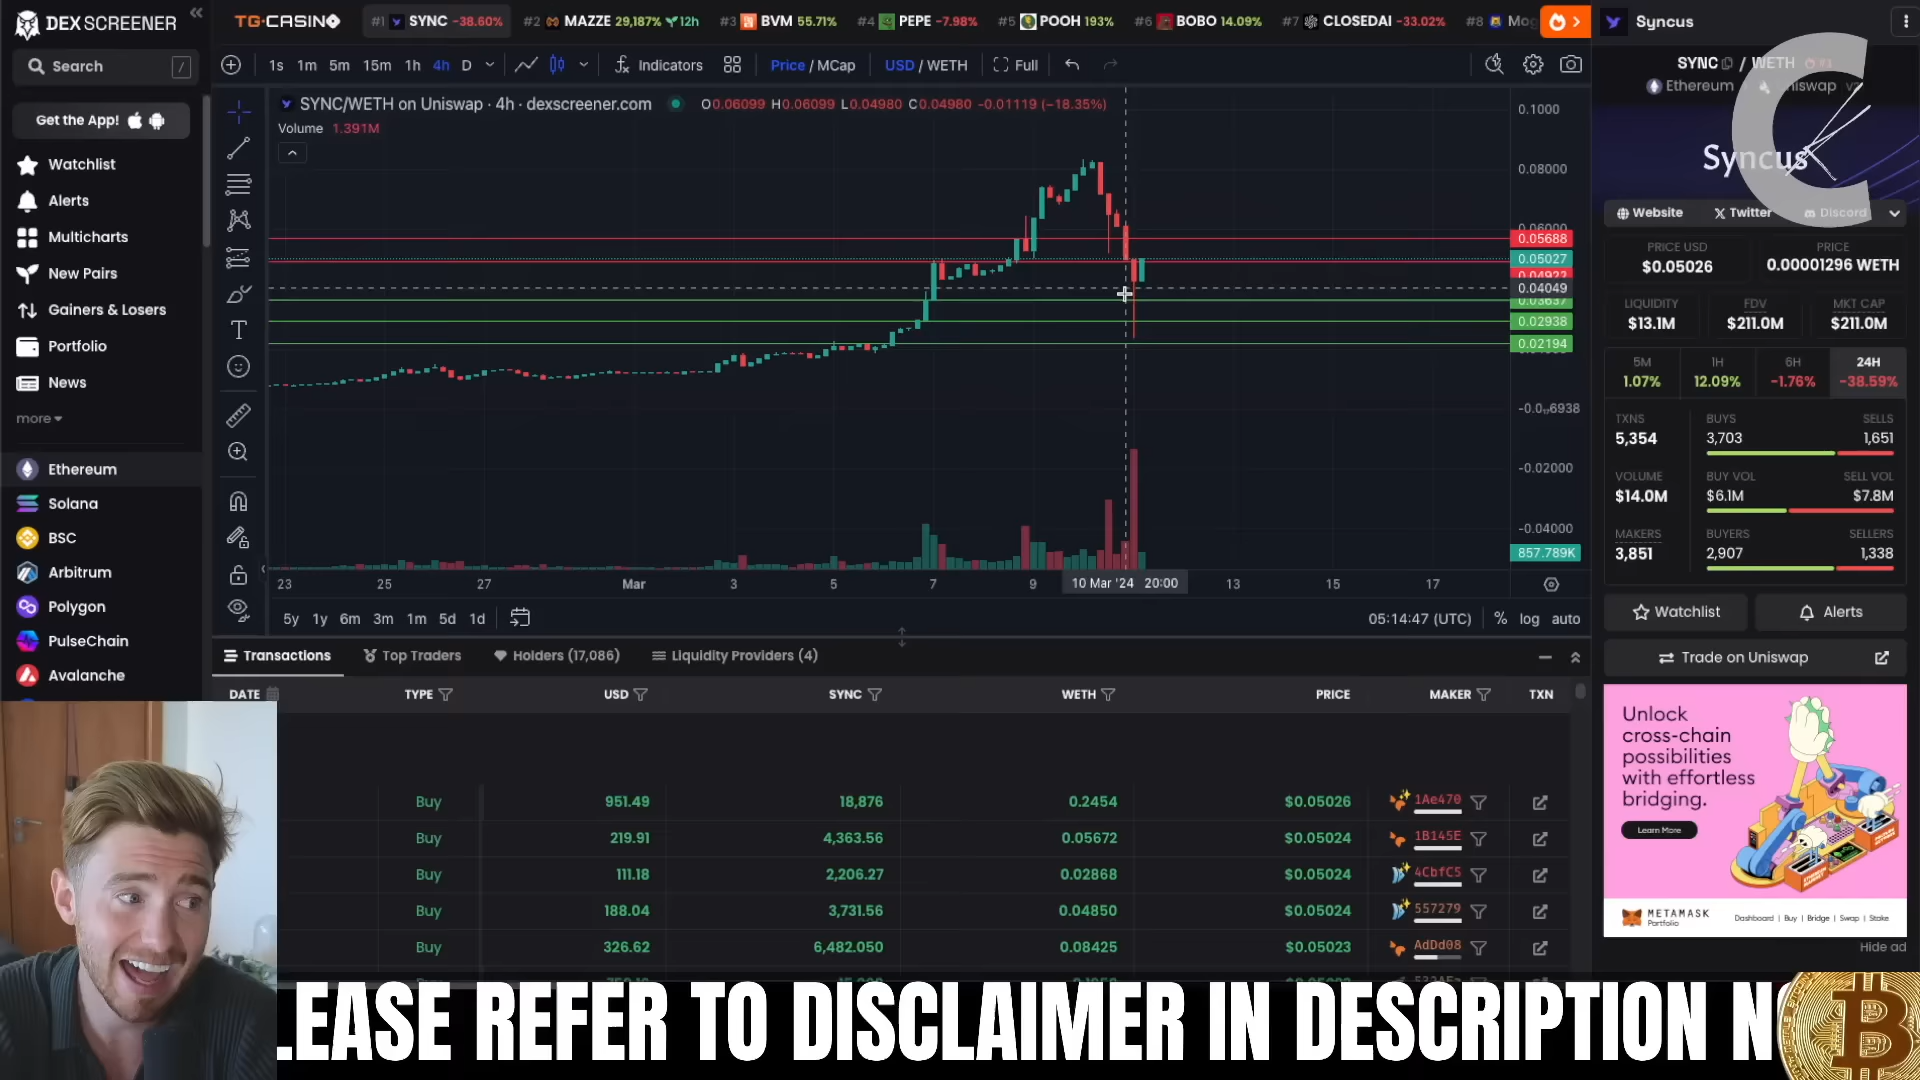 DEX SCREENER
Search
/
Get the App!
Watchlist
Alerts
Multicharts
New Pairs
Gainers & Losers
Portfolio
News
more
Ethereum
Solana
BSC
Arbitrum
Polygon
PulseChain
Avalanche
TG.CASINO
#1 SYNC -38.60%
#2 MAZZE 29,187% 12h
#3 BVM 55.71%
#4 PEPE -7.98%
#5 POOH 193%
#6 BOBO 14.09%
#7 CLOSEDAI -33.02%
#8 Mog
1s 1m 5m 15m 1h 4h D
Indicators
Price / MCap
USD / WETH
Full
SYNC/WETH on Uniswap · 4h · dexscreener.com
O0.06099 H0.06099 L0.04980 C0.04980 -0.01119 (-18.35%)
Volume 1.391M
0.1000
0.08000
0.05688
0.05027
0.04922
0.04049
0.03637
0.02938
0.02194
-0.02000
-0.04000
857.789K
23 25 27 Mar 3 5 7 9 10 Mar '24 20:00 13 15 17
5y 1y 6m 3m 1m 5d 1d
05:14:47 (UTC)
% log auto
Transactions
Top Traders
Holders (17,086)
Liquidity Providers (4)
DATE TYPE USD SYNC WETH PRICE MAKER TXN
Buy 951.49 18,876 0.2454 $0.05026 1Ae470
Buy 219.91 4,363.56 0.05672 $0.05024 1B145E
Buy 111.18 2,206.27 0.02868 $0.05024 4CbfC5
Buy 188.04 3,731.56 0.04850 $0.05024 557279
Buy 326.62 6,482.050 0.08425 $0.05023 AdDd08
Syncus
SYNC / WETH
Ethereum
Uniswap
Syncus
Website
Twitter
Discord
PRICE USD
$0.05026
PRICE
0.00001296 WETH
LIQUIDITY
$13.1M
FDV
$211.0M
MKT CAP
$211.0M
5M
1.07%
1H
12.09%
6H
-1.76%
24H
-38.59%
TXNS
5,354
BUYS
3,703
SELLS
1,651
VOLUME
$14.0M
BUY VOL
$6.1M
SELL VOL
$7.8M
MAKERS
3,851
BUYERS
2,907
SELLERS
1,338
Watchlist
Alerts
Trade on Uniswap
Unlock
cross-chain
possibilities
with effortless
bridging.
Learn More
METAMASK
Portfolio
Dashboard | Buy | Bridge | Swap | Stake
Hide ad
LEASE REFER TO DISCLAIMER IN DESCRIPTION N